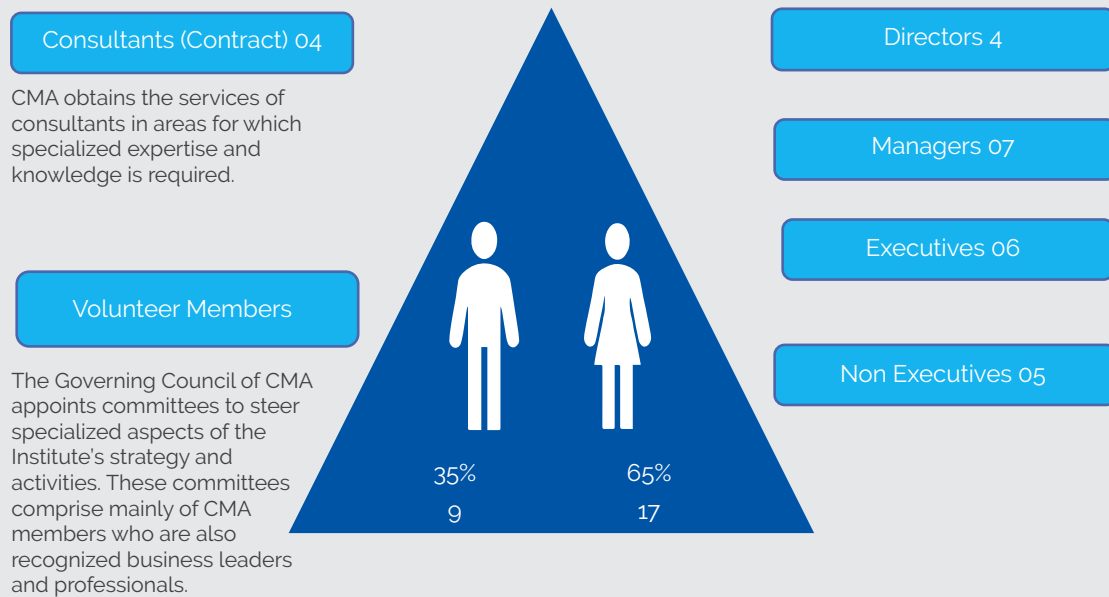 Consultants (Contract) 04
CMA obtains the services of
consultants in areas for which
specialized expertise and
knowledge is required.
Volunteer Members
The Governing Council of CMA
appoints committees to steer
specialized aspects of the
Institute's strategy and
activities. These committees
comprise mainly of CMA
members who are also
recognized business leaders
and professionals.
35%
65%
9
17
Directors 4
Managers 07
Executives 06
Non Executives 05